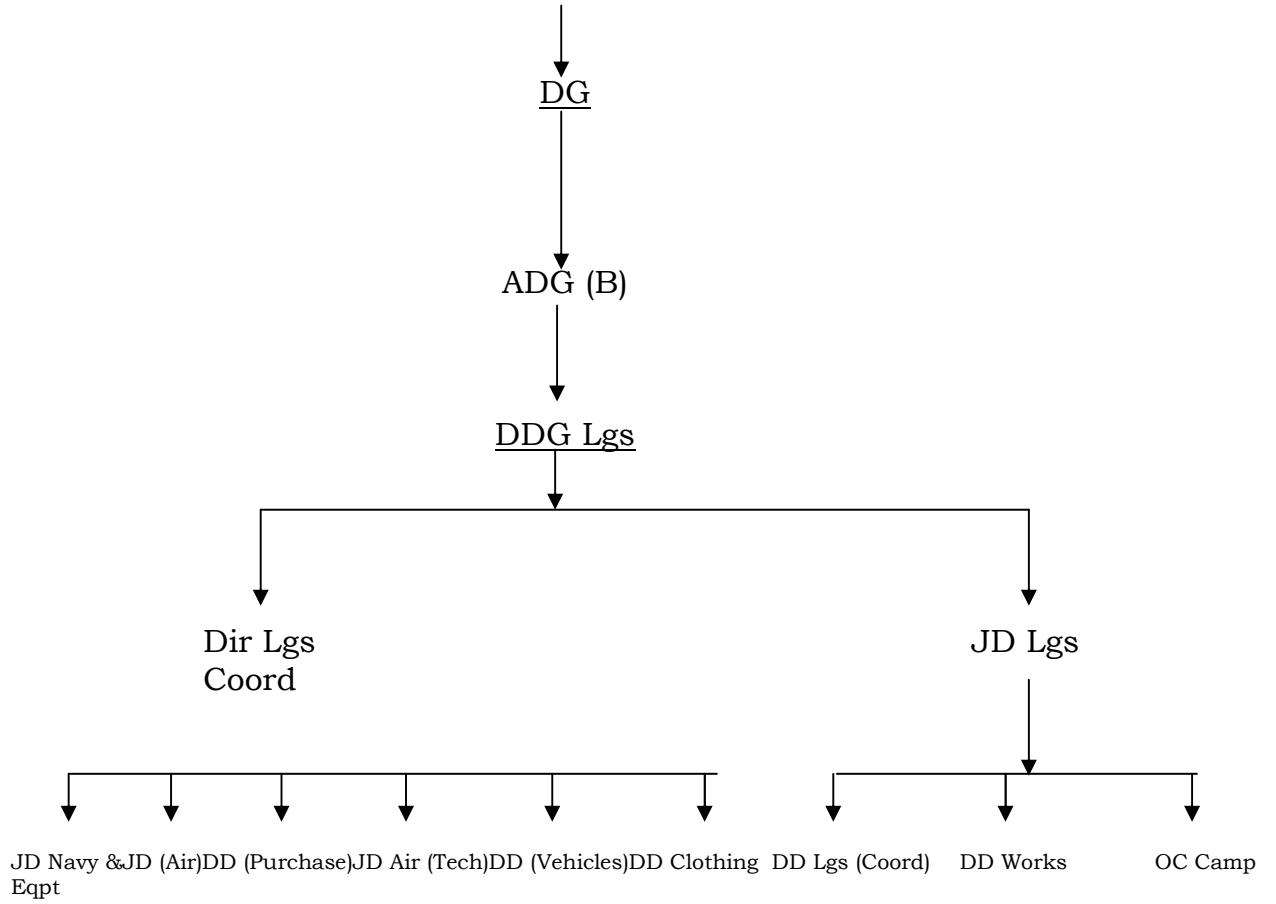 DG
ADG (B)
DDG Lgs
Dir Lgs
Coord
JD Lgs
JD Navy &JD (Air)DD (Purchase)JD Air (Tech)DD (Vehicles)DD Clothing DD Lgs (Coord) DD Works OC Camp
Eqpt